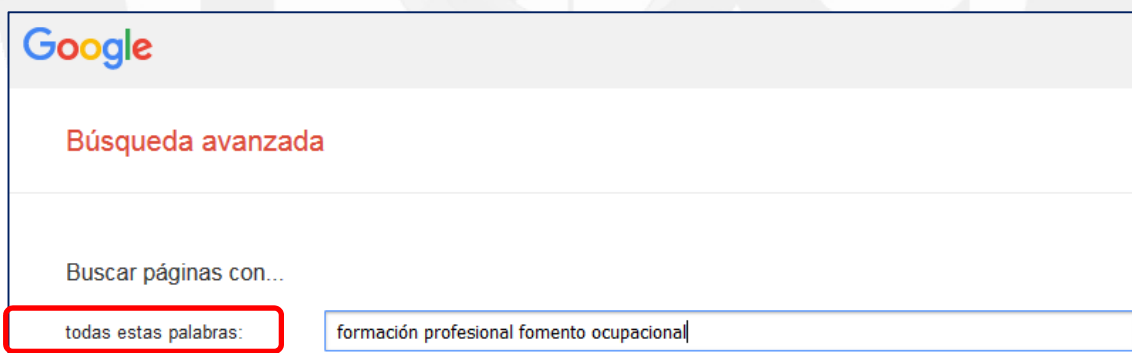 Google
Búsqueda avanzada
Buscar páginas con...
todas estas palabras: formación profesional fomento ocupacional